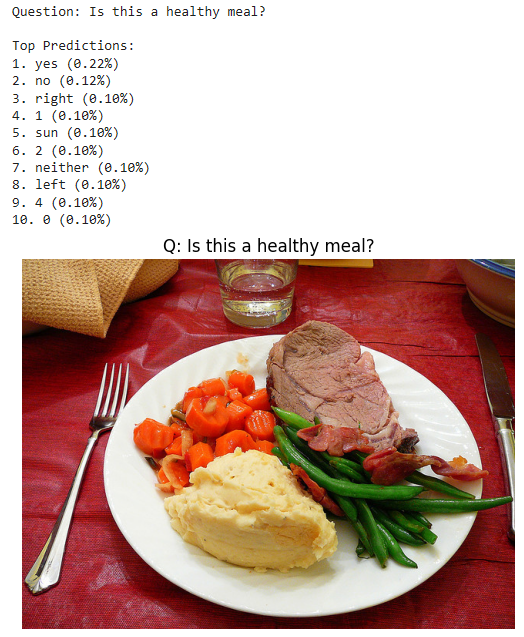 Question: Is this a healthy meal?
Top Predictions:
1. yes (0.22%)
2. no (0.12%)
3. right (0.10%)
4. 1 (0.10%)
5. sun (0.10%)
6. 2 (0.10%)
7. neither (0.10%)
8. left (0.10%)
9. 4 (0.10%)
10. 0 (0.10%)
Q: Is this a healthy meal?